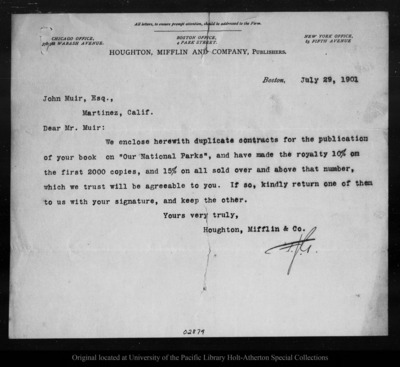 All letters, to ensure prompt attention, should be addressed to the Firm.
CHICAGO OFFICE, BOSTON OFFICE, NEW YORK OFFICE,
WABASH AVENUE. 4 PARK STREET. 85 FIFTH AVENUE
HOUGHTON, MIFFLIN AND COMPANY, PUBLISHERS.
Boston, July 29, 1901
John Muir, Esq.,
Martinez, Calif.
Dear Mr. Muir:
We enclose herewith duplicate contracts for the publication
of your book on "Our National Parks", and have made the royalty 10% on
the first 2000 copies, and 15% on all sold over and above that number,
which we trust will be agreeable to you. If so, kindly return one of them
to us with your signature, and keep the other.
Yours very truly,
Houghton, Mifflin & Co.
02879
Original located at University of the Pacific Library Holt-Atherton Special Collections